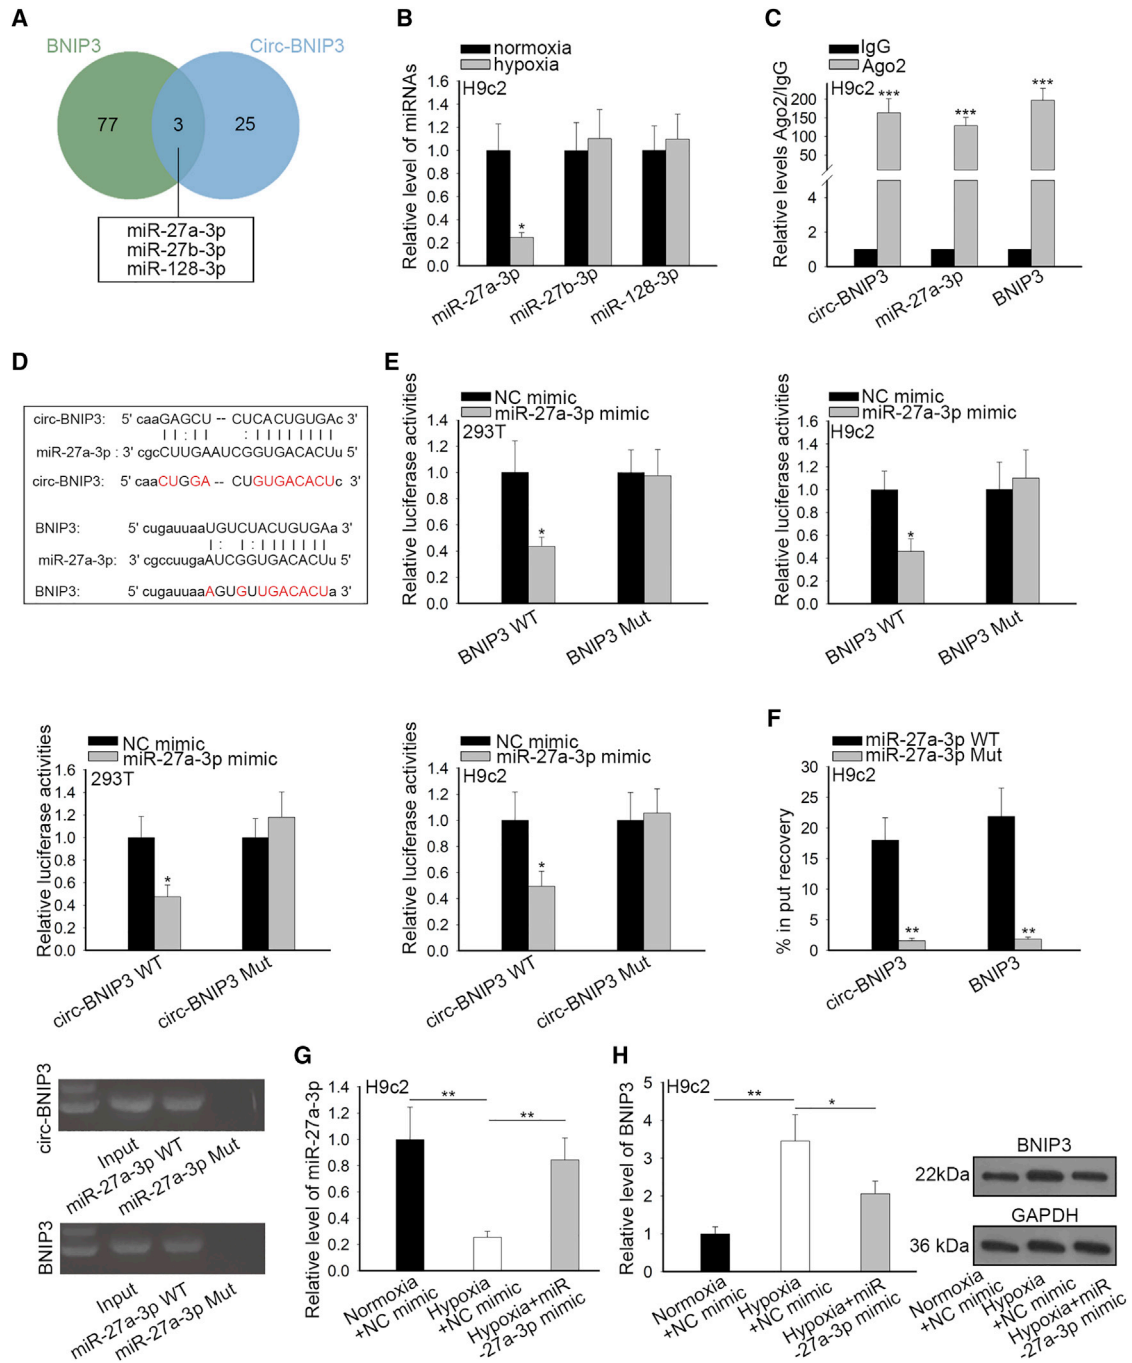 A
BNIP3
Circ-BNIP3
77
3
25
miR-27a-3p
miR-27b-3p
miR-128-3p
B
normoxia
hypoxia
H9c2
Relative level of miRNAs
1.6
1.4
1.2
1.0
0.8
0.6
0.4
0.2
0.0
*
miR-27a-3p
miR-27b-3p
miR-128-3p
C
IgG
Ago2
H9c2
Relative levels Ago2/IgG
200
150
100
50
4
2
0
***
***
***
circ-BNIP3
miR-27a-3p
BNIP3
D
circ-BNIP3: 5' caaGAGCU -- CUCACUGUGAc 3'
miR-27a-3p : 3' cgcCUUGAAUCGGUGACACUu 5'
circ-BNIP3: 5' caaCUGGA -- CUGUGACACUc 3'
BNIP3: 5' cugauuaaUGUCUACUGUGAa 3'
miR-27a-3p: 3' cgccuugaAUCGGUGACACUu 5'
BNIP3: 5' cugauuaaAGUGUUGACACUa 3'
E
NC mimic
miR-27a-3p mimic
293T
Relative luciferase activities
1.4
1.2
1.0
0.8
0.6
0.4
0.2
0.0
*
BNIP3 WT
BNIP3 Mut
NC mimic
miR-27a-3p mimic
H9c2
Relative luciferase activities
1.6
1.4
1.2
1.0
0.8
0.6
0.4
0.2
0.0
*
BNIP3 WT
BNIP3 Mut
NC mimic
miR-27a-3p mimic
293T
Relative luciferase activities
1.6
1.4
1.2
1.0
0.8
0.6
0.4
0.2
0.0
*
circ-BNIP3 WT
circ-BNIP3 Mut
NC mimic
miR-27a-3p mimic
H9c2
Relative luciferase activities
1.4
1.2
1.0
0.8
0.6
0.4
0.2
0.0
*
circ-BNIP3 WT
circ-BNIP3 Mut
F
miR-27a-3p WT
miR-27a-3p Mut
H9c2
% in put recovery
30
25
20
15
10
5
0
**
**
circ-BNIP3
BNIP3
circ-BNIP3
Input
miR-27a-3p WT
miR-27a-3p Mut
BNIP3
Input
miR-27a-3p WT
miR-27a-3p Mut
G
H9c2
Relative level of miR-27a-3p
1.4
1.2
1.0
0.8
0.6
0.4
0.2
0.0
**
**
Normoxia
+NC mimic
Hypoxia
+NC mimic
Hypoxia+miR
-27a-3p mimic
H
H9c2
Relative level of BNIP3
5
4
3
2
1
0
**
*
Normoxia
+NC mimic
Hypoxia
+NC mimic
Hypoxia+miR
-27a-3p mimic
BNIP3
22kDa
GAPDH
36 kDa
Normoxia
+NC mimic
Hypoxia
+NC mimic
Hypoxia+miR
-27a-3p mimic